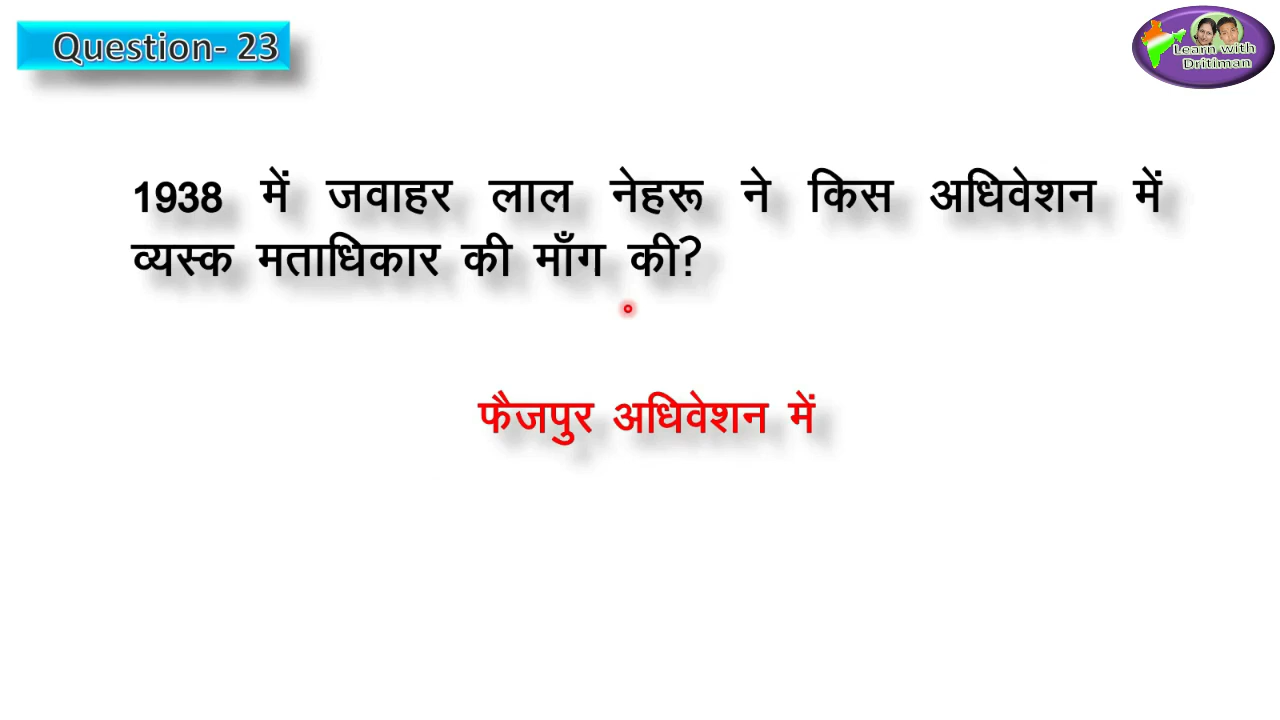 Question- 23
Learn with
Dritiman
1938 में जवाहर लाल नेहरू ने किस अधिवेशन में
व्यस्क मताधिकार की माँग की?
फैजपुर अधिवेशन में